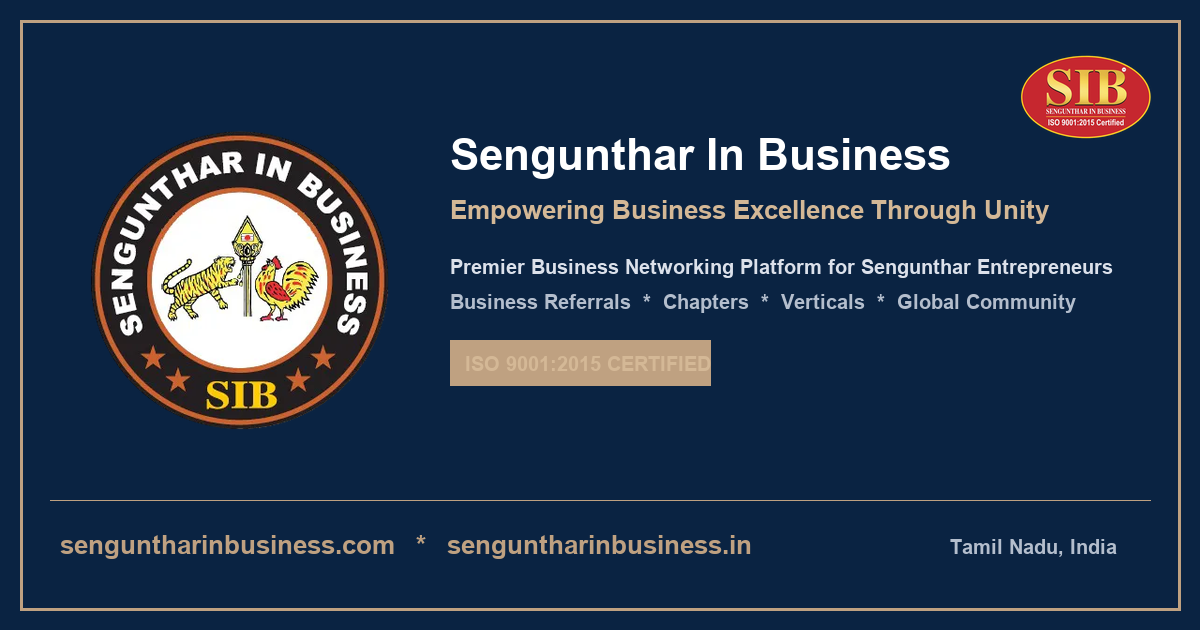 SIB
SENGUNTHAR IN BUSINESS
ISO 9001:2015 Certified
SENGUNTHAR IN BUSINESS
SIB
Sengunthar In Business
Empowering Business Excellence Through Unity
Premier Business Networking Platform for Sengunthar Entrepreneurs
Business Referrals * Chapters * Verticals * Global Community
ISO 9001:2015 CERTIFIED
senguntharinbusiness.com * senguntharinbusiness.in
Tamil Nadu, India